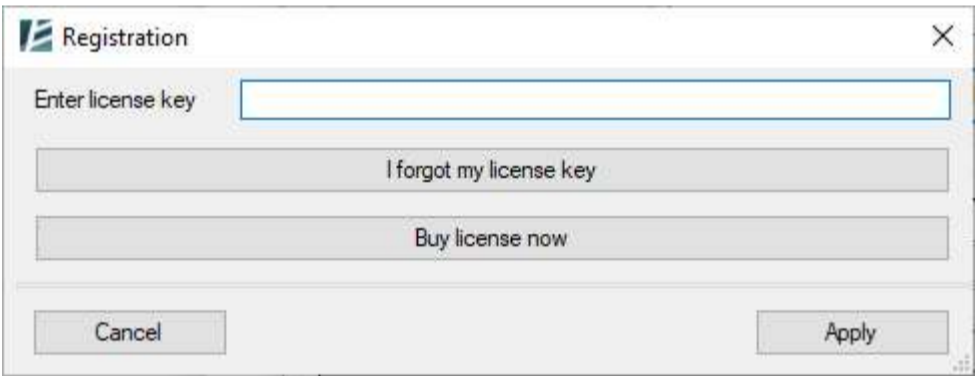 Registration
Enter license key
I forgot my license key
Buy license now
Cancel Apply